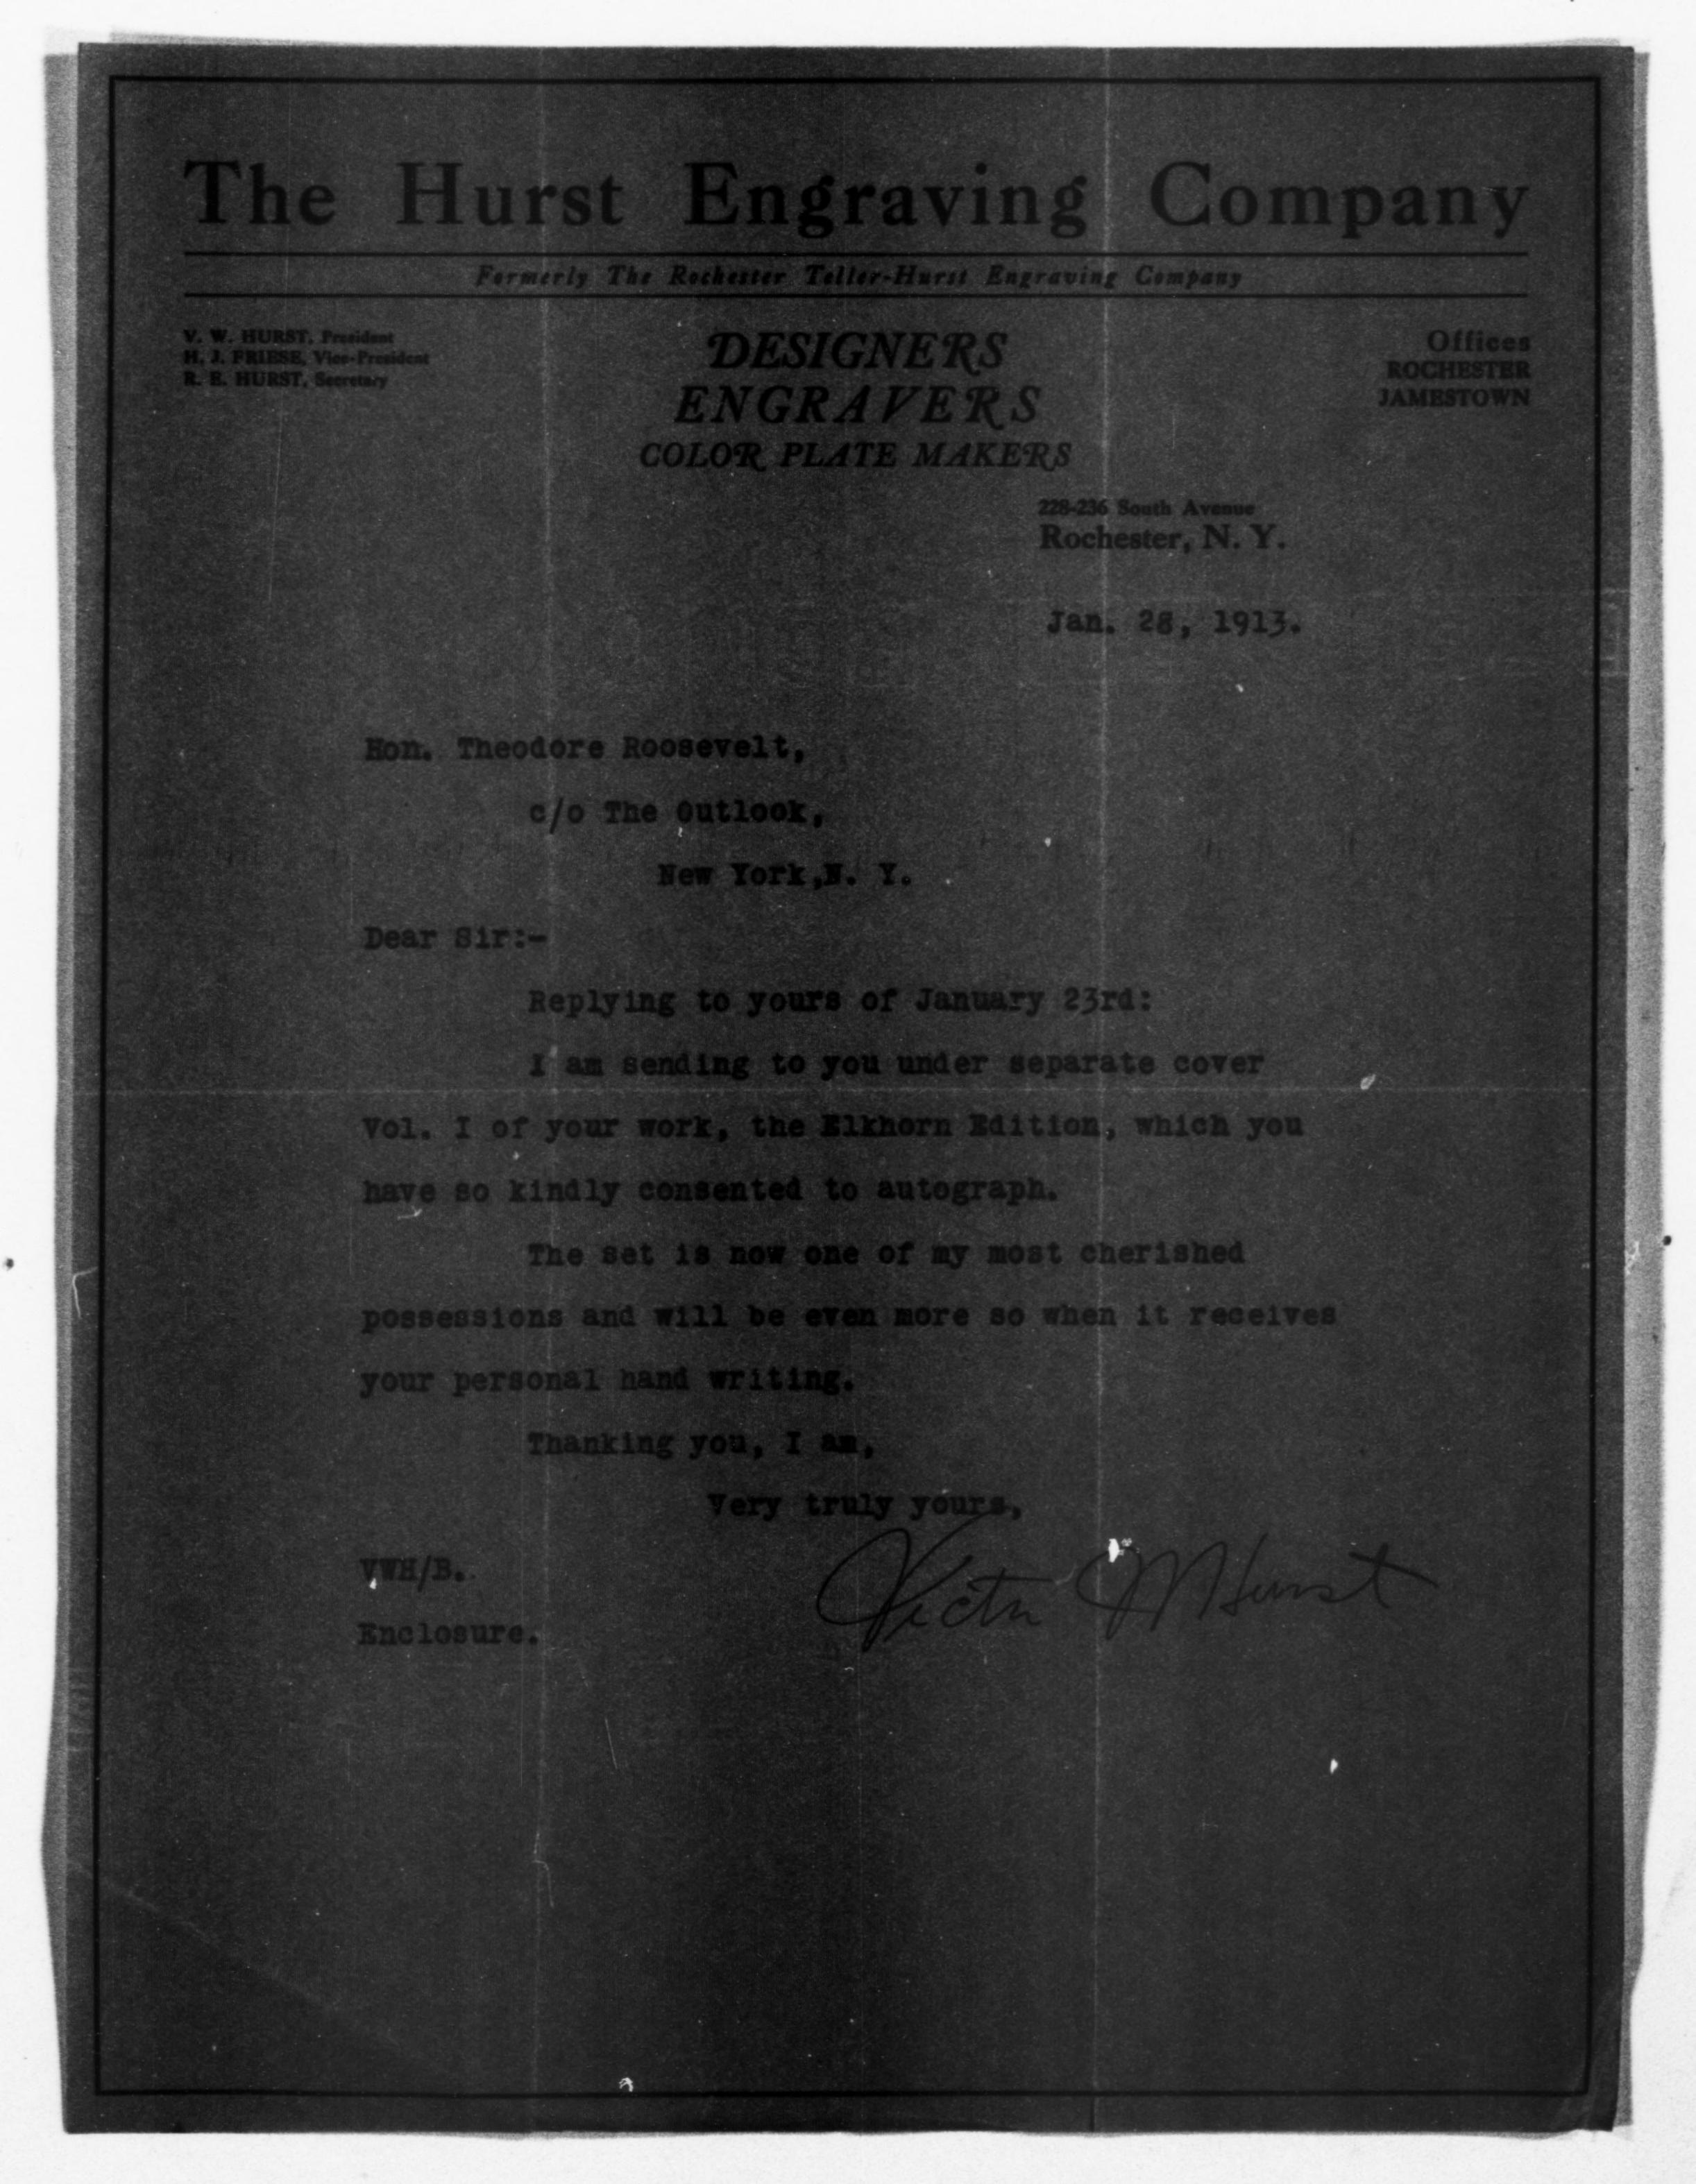 The Hurst Engraving Company
Formerly The Rochester Teller-Hurst Engraving Company
V. W. HURST, President
H. J. FRIESE, Vice-President
R. E. HURST, Secretary
DESIGNERS
ENGRAVERS
COLOR PLATE MAKERS
Offices
ROCHESTER
JAMESTOWN
228-236 South Avenue
Rochester, N. Y.
Jan. 28, 1913.
Hon. Theodore Roosevelt,
c/o The Outlook,
New York,N. Y.
Dear Sir:-
Replying to yours of January 23rd:
I am sending to you under separate cover
Vol. I of your work, the Elkhorn Edition, which you
have so kindly consented to autograph.
The set is now one of my most cherished
possessions and will be even more so when it receives
your personal hand writing.
Thanking you, I am,
Very truly yours,
Victor W Hurst
VWH/B.
Enclosure.